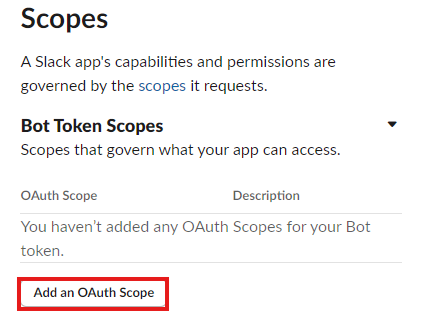 Scopes
A Slack app's capabilities and permissions are
governed by the scopes it requests.
Bot Token Scopes
Scopes that govern what your app can access.
OAuth Scope Description
You haven’t added any OAuth Scopes for your Bot
token.
Add an OAuth Scope